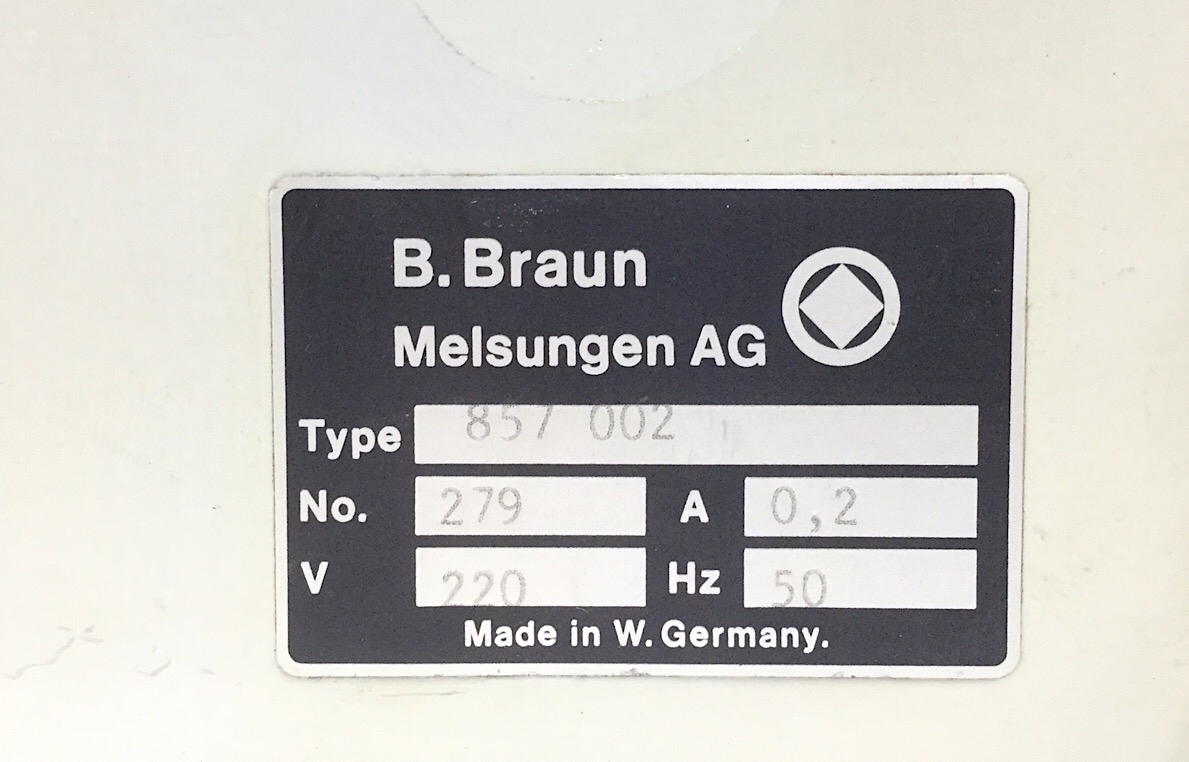 B. Braun
Melsungen AG
Type 857 002
No. 279 A 0,2
V 220 Hz 50
Made in W. Germany.